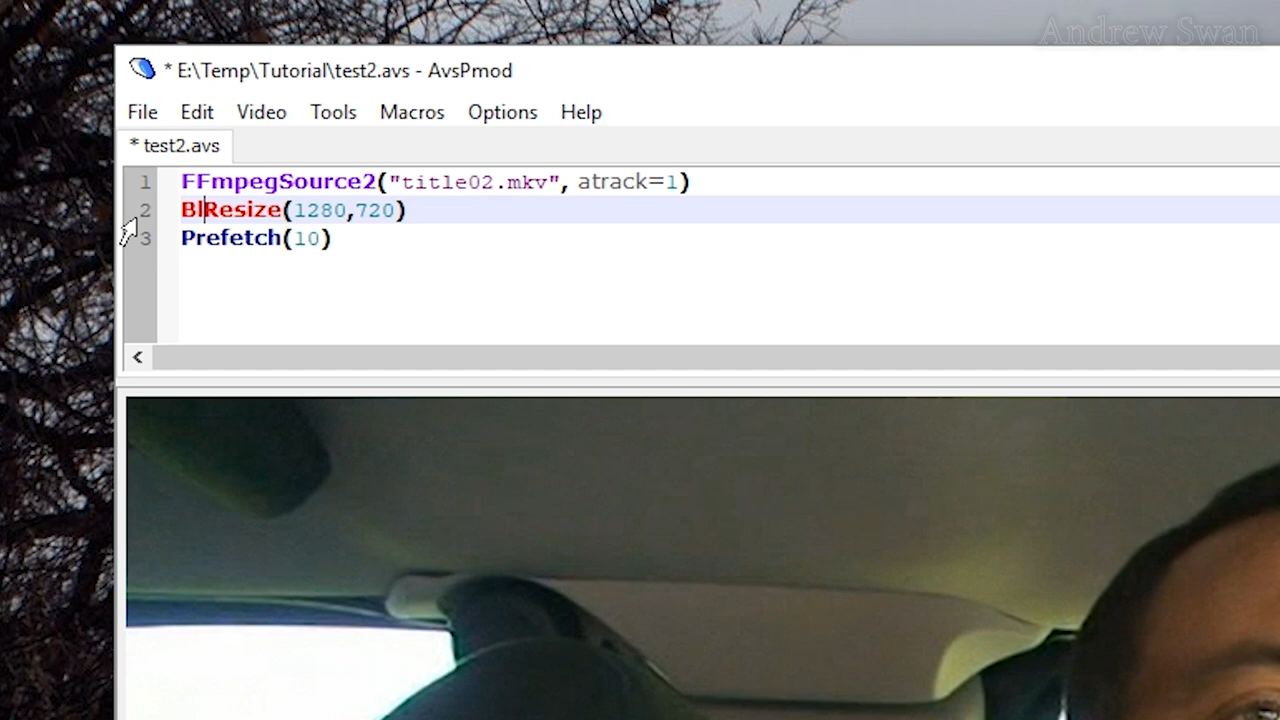 Andrew Swan
* E:\Temp\Tutorial\test2.avs - AvsPmod
File Edit Video Tools Macros Options Help
* test2.avs
1 FFmpegSource2("title02.mkv", atrack=1)
2 BlResize(1280,720)
3 Prefetch(10)